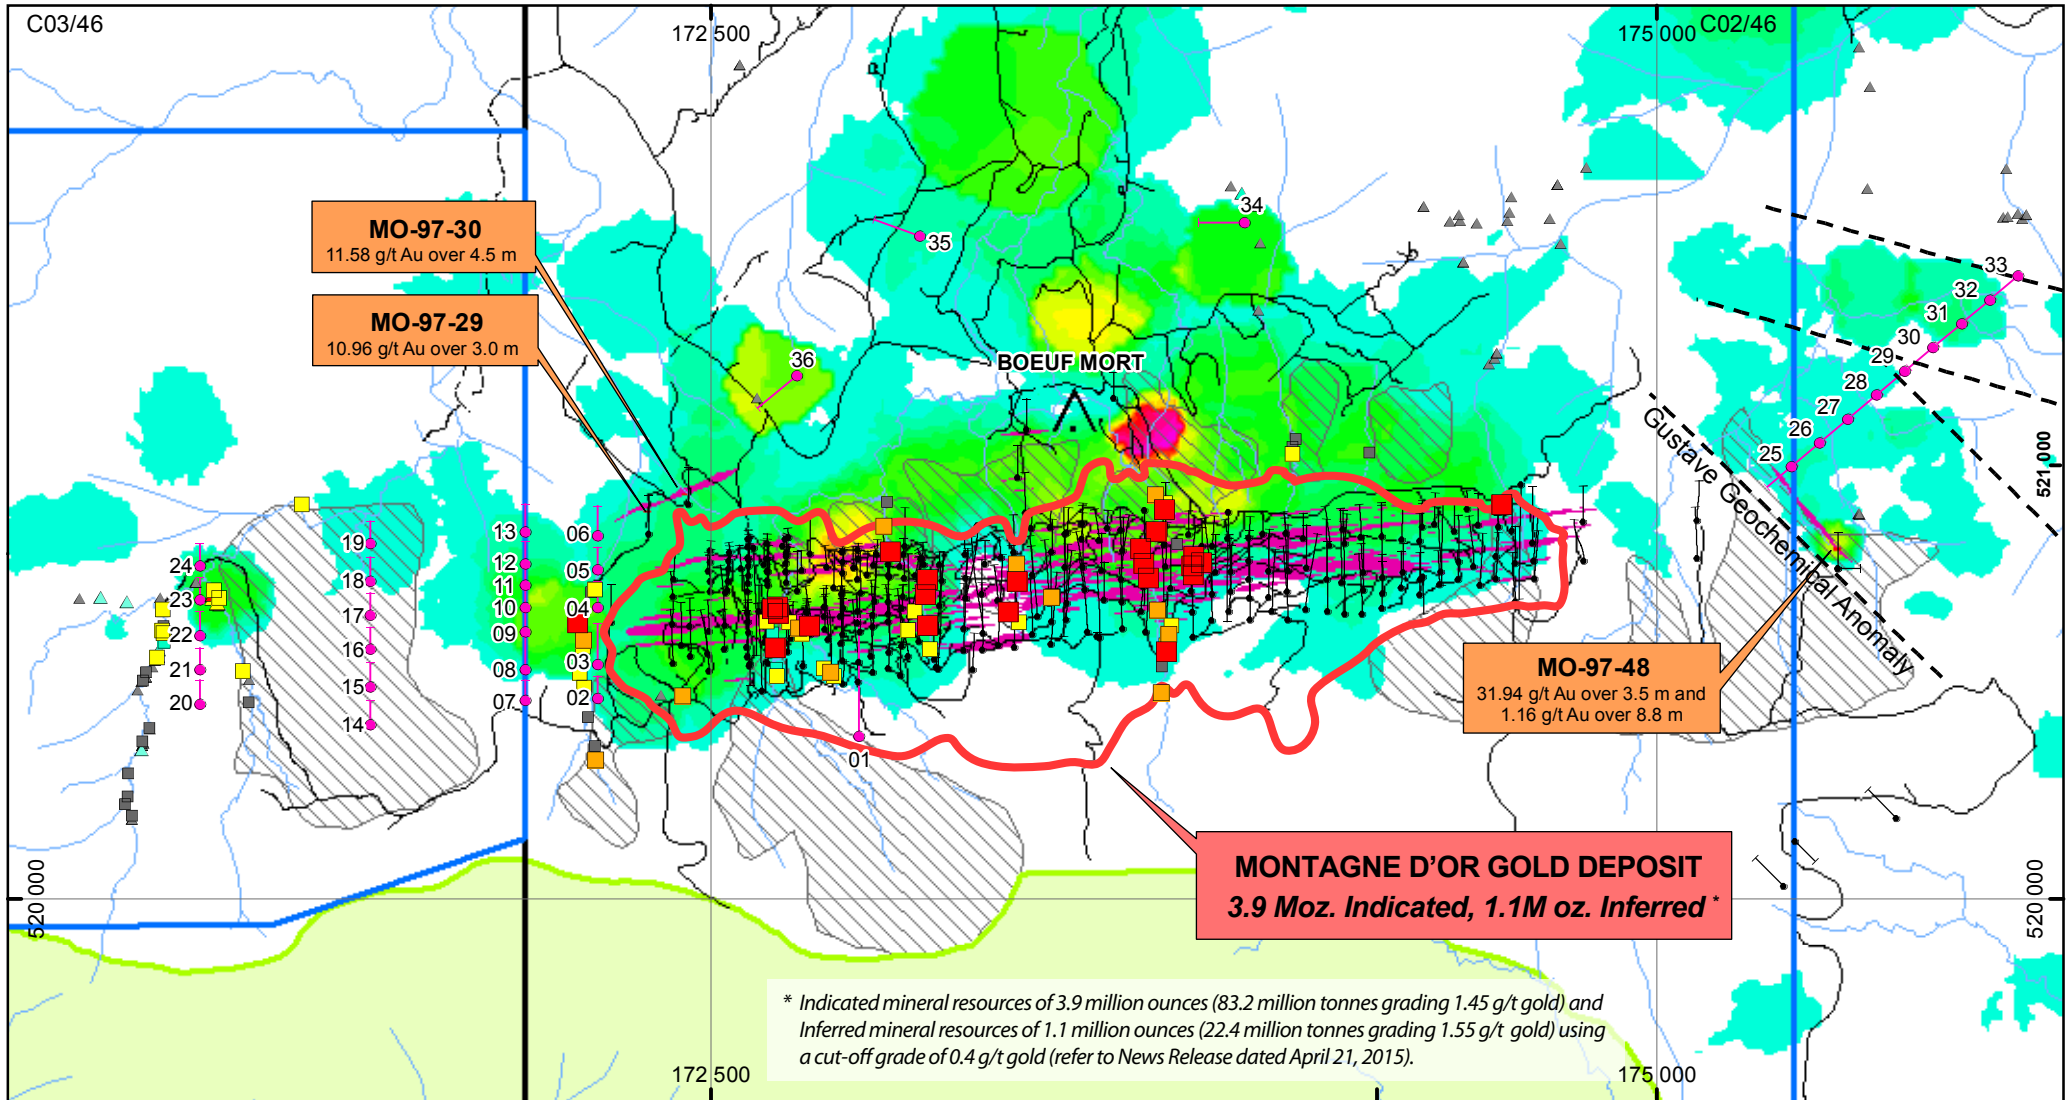 C03/46
172 500
175 000
C02/46
MO-97-30
11.58 g/t Au over 4.5 m
34
35
33
32
31
30
29
28
27
26
25
MO-97-29
10.96 g/t Au over 3.0 m
36
BOEUF MORT
Gustave Geochemical Anomaly
521 000
13
12
11
10
09
08
07
06
05
04
03
02
19
18
17
16
15
14
24
23
22
21
20
01
MO-97-48
31.94 g/t Au over 3.5 m and
1.16 g/t Au over 8.8 m
MONTAGNE D'OR GOLD DEPOSIT
3.9 Moz. Indicated, 1.1M oz. Inferred *
520 000
520 000
* Indicated mineral resources of 3.9 million ounces (83.2 million tonnes grading 1.45 g/t gold) and
Inferred mineral resources of 1.1 million ounces (22.4 million tonnes grading 1.55 g/t gold) using
a cut-off grade of 0.4 g/t gold (refer to News Release dated April 21, 2015).
172 500
175 000